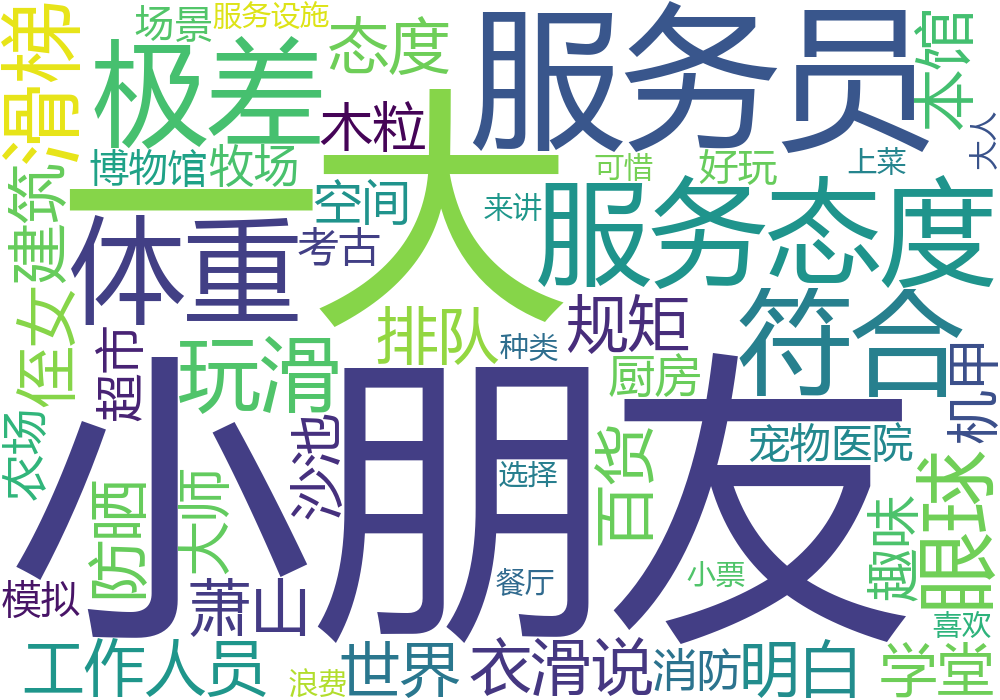 场景
服务设施
态度
服务员
本馆
滑梯
极差
木粒
大人
博物馆
牧场
一大
可惜
好玩
上菜
建筑
体重
空间
来讲
服务态度
考古
侄女
排队
规矩
符合
种类
超市
玩滑
厨房
机甲
小朋友
农场
沙池
百货
宠物医院
眼球
选择
防晒
大师
趣味
模拟
萧山
餐厅
小票
喜欢
工作人员
浪费
世界
衣滑说
消防
明白
学堂